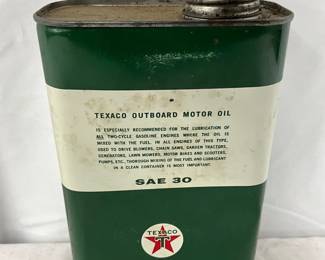 TEXACO OUTBOARD MOTOR OIL
IS ESPECIALLY RECOMMENDED FOR THE LUBRICATION OF
ALL TWO-CYCLE GASOLINE ENGINES WHERE THE OIL IS
MIXED WITH THE FUEL. IN ALL ENGINES OF THIS TYPE,
USED TO DRIVE BLOWERS, CHAIN SAWS, GARDEN TRACTORS,
GENERATORS, LAWN MOWERS, MOTOR BIKES AND SCOOTERS,
PUMPS, ETC., THOROUGH MIXING OF THE FUEL AND LUBRICANT
IN A CLEAN CONTAINER IS MOST IMPORTANT.
SAE 30
TEXACO
T